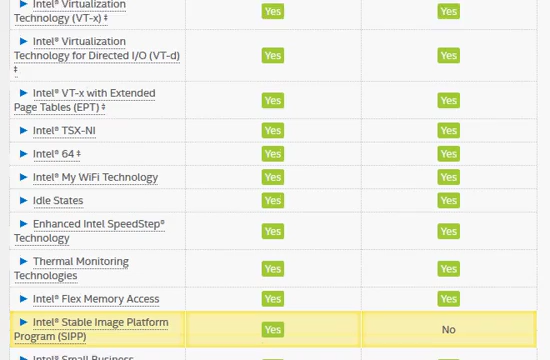 Intel® Virtualization
Technology (VT-x) ‡
Yes
Yes
Intel® Virtualization
Technology for Directed I/O (VT-d)
‡
Yes
Yes
Intel® VT-x with Extended
Page Tables (EPT) ‡
Yes
Yes
Intel® TSX-NI
Yes
Yes
Intel® 64 ‡
Yes
Yes
Intel® My WiFi Technology
Yes
Yes
Idle States
Yes
Yes
Enhanced Intel SpeedStep®
Technology
Yes
Yes
Thermal Monitoring
Technologies
Yes
Yes
Intel® Flex Memory Access
Yes
Yes
Intel® Stable Image Platform
Program (SIPP)
Yes
No
Intel® Small Business